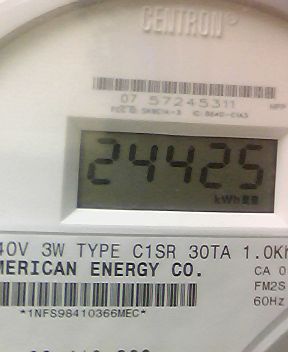 CENTRON®
07 57245311
24425
kWh
40V 3W TYPE C1SR 30TA 1.0K
MERICAN ENERGY CO.
CA 0
FM2S
60Hz
*1NFS98410366MEC*